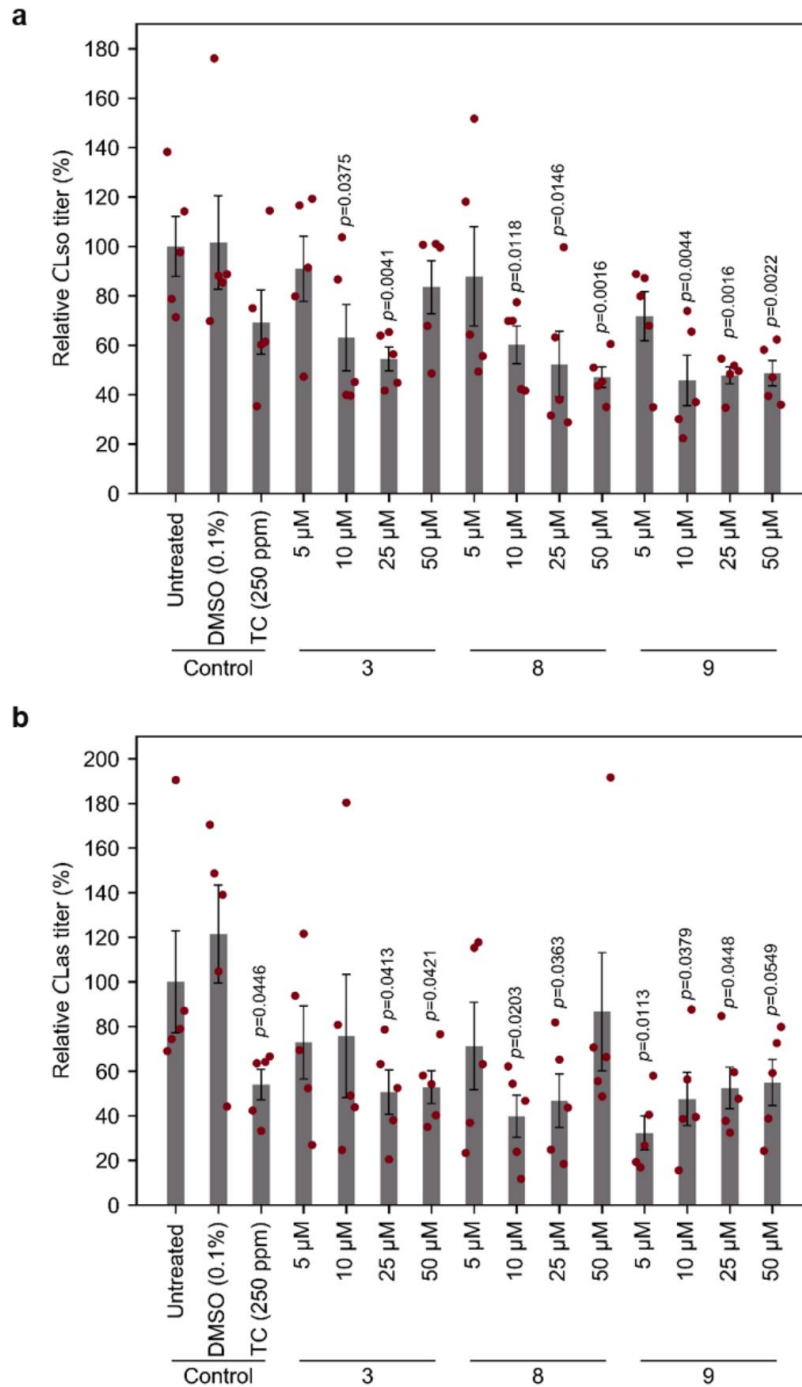 a
Relative CLso titer (%)
180
160
140
120
100
80
60
40
20
0
p=0.0375
p=0.0041
p=0.0118
p=0.0146
p=0.0016
p=0.0044
p=0.0016
p=0.0022
Untreated
DMSO (0.1%)
TC (250 ppm)
5 µM
10 µM
25 µM
50 µM
5 µM
10 µM
25 µM
50 µM
5 µM
10 µM
25 µM
50 µM
Control 3 8 9
b
Relative CLas titer (%)
200
180
160
140
120
100
80
60
40
20
0
p=0.0446
p=0.0413
p=0.0421
p=0.0203
p=0.0363
p=0.0113
p=0.0379
p=0.0448
p=0.0549
Untreated
DMSO (0.1%)
TC (250 ppm)
5 µM
10 µM
25 µM
50 µM
5 µM
10 µM
25 µM
50 µM
5 µM
10 µM
25 µM
50 µM
Control 3 8 9